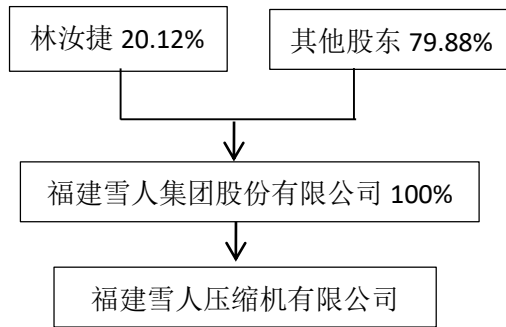 林汝捷 20.12%
其他股东 79.88%
福建雪人集团股份有限公司 100%
福建雪人压缩机有限公司